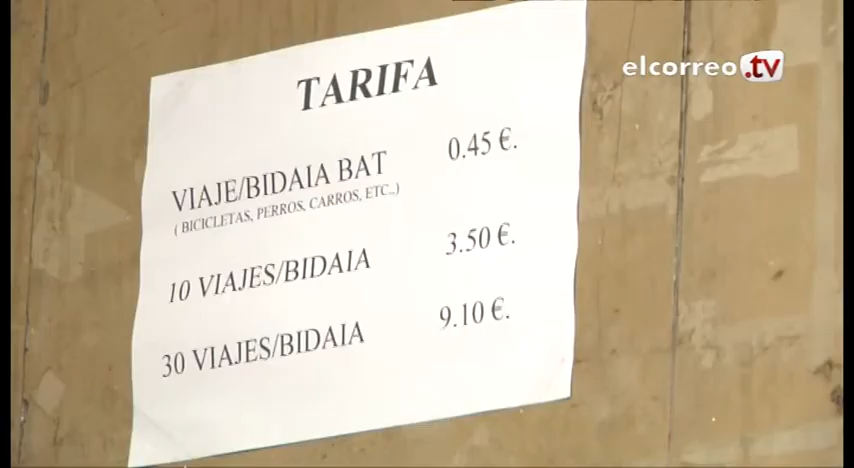 elcorreo.tv
TARIFA
VIAJE/BIDAIA BAT 0.45 €.
( BICICLETAS, PERROS, CARROS, ETC..)
10 VIAJES/BIDAIA 3.50 €.
30 VIAJES/BIDAIA 9.10 €.